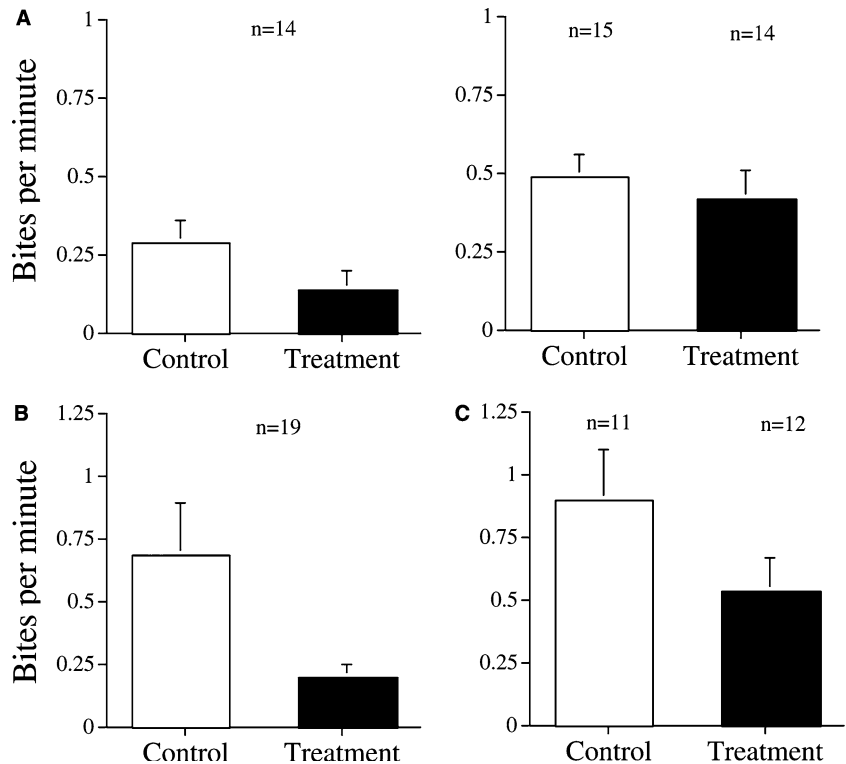 A
Bites per minute
1
0.75
0.5
0.25
0
n=14
Control Treatment
1
0.75
0.5
0.25
0
n=15 n=14
Control Treatment
B
Bites per minute
1.25
1
0.75
0.5
0.25
0
n=19
Control Treatment
C
1.25
1
0.75
0.5
0.25
0
n=11 n=12
Control Treatment